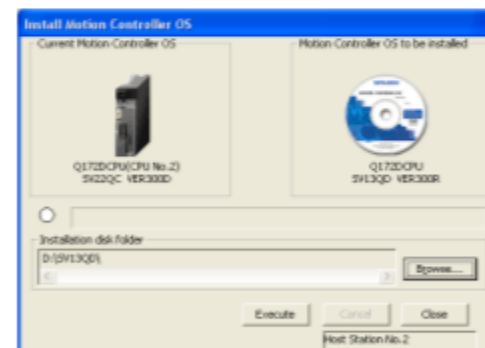 Install Motion Controller OS
Current Motion Controller OS
Motion Controller OS to be installed
Q172DCPU(CPU No.2)
SV22QC VER300D
Q172DCPU
SV13QD VER300R
Installation disk folder
D:\SV13QD\
Browse...
Execute
Cancel
Close
Host Station No.2